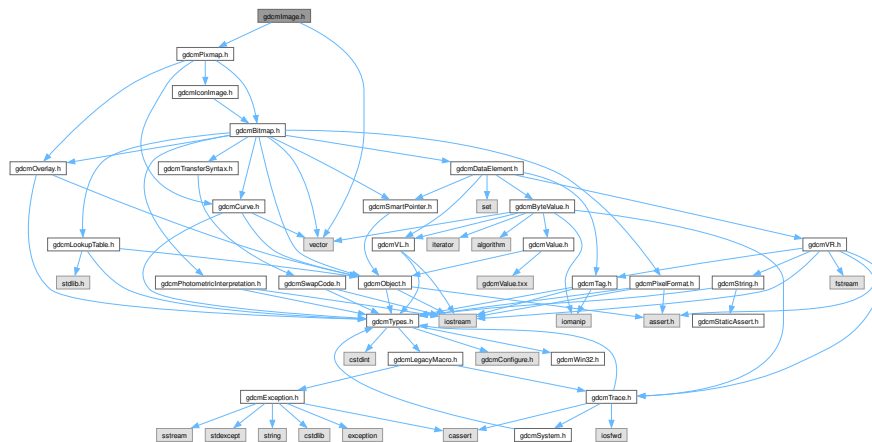 gdcmImage.h
gdcmPixmap.h
gdcmIconImage.h
gdcmBitmap.h
gdcmOverlay.h
gdcmTransferSyntax.h
gdcmDataElement.h
gdcmCurve.h
gdcmSmartPointer.h
set
gdcmByteValue.h
gdcmLookupTable.h
vector
gdcmVL.h
iterator
algorithm
gdcmValue.h
gdcmVR.h
stdlib.h
gdcmPhotometricInterpretation.h
gdcmSwapCode.h
gdcmObject.h
gdcmValue.txx
gdcmTag.h
gdcmPixelFormat.h
gdcmString.h
fstream
gdcmTypes.h
iostream
iomanip
assert.h
gdcmStaticAssert.h
cstdint
gdcmLegacyMacro.h
gdcmConfigure.h
gdcmWin32.h
gdcmException.h
gdcmTrace.h
sstream
stdexcept
string
cstdlib
exception
cassert
gdcmSystem.h
iosfwd